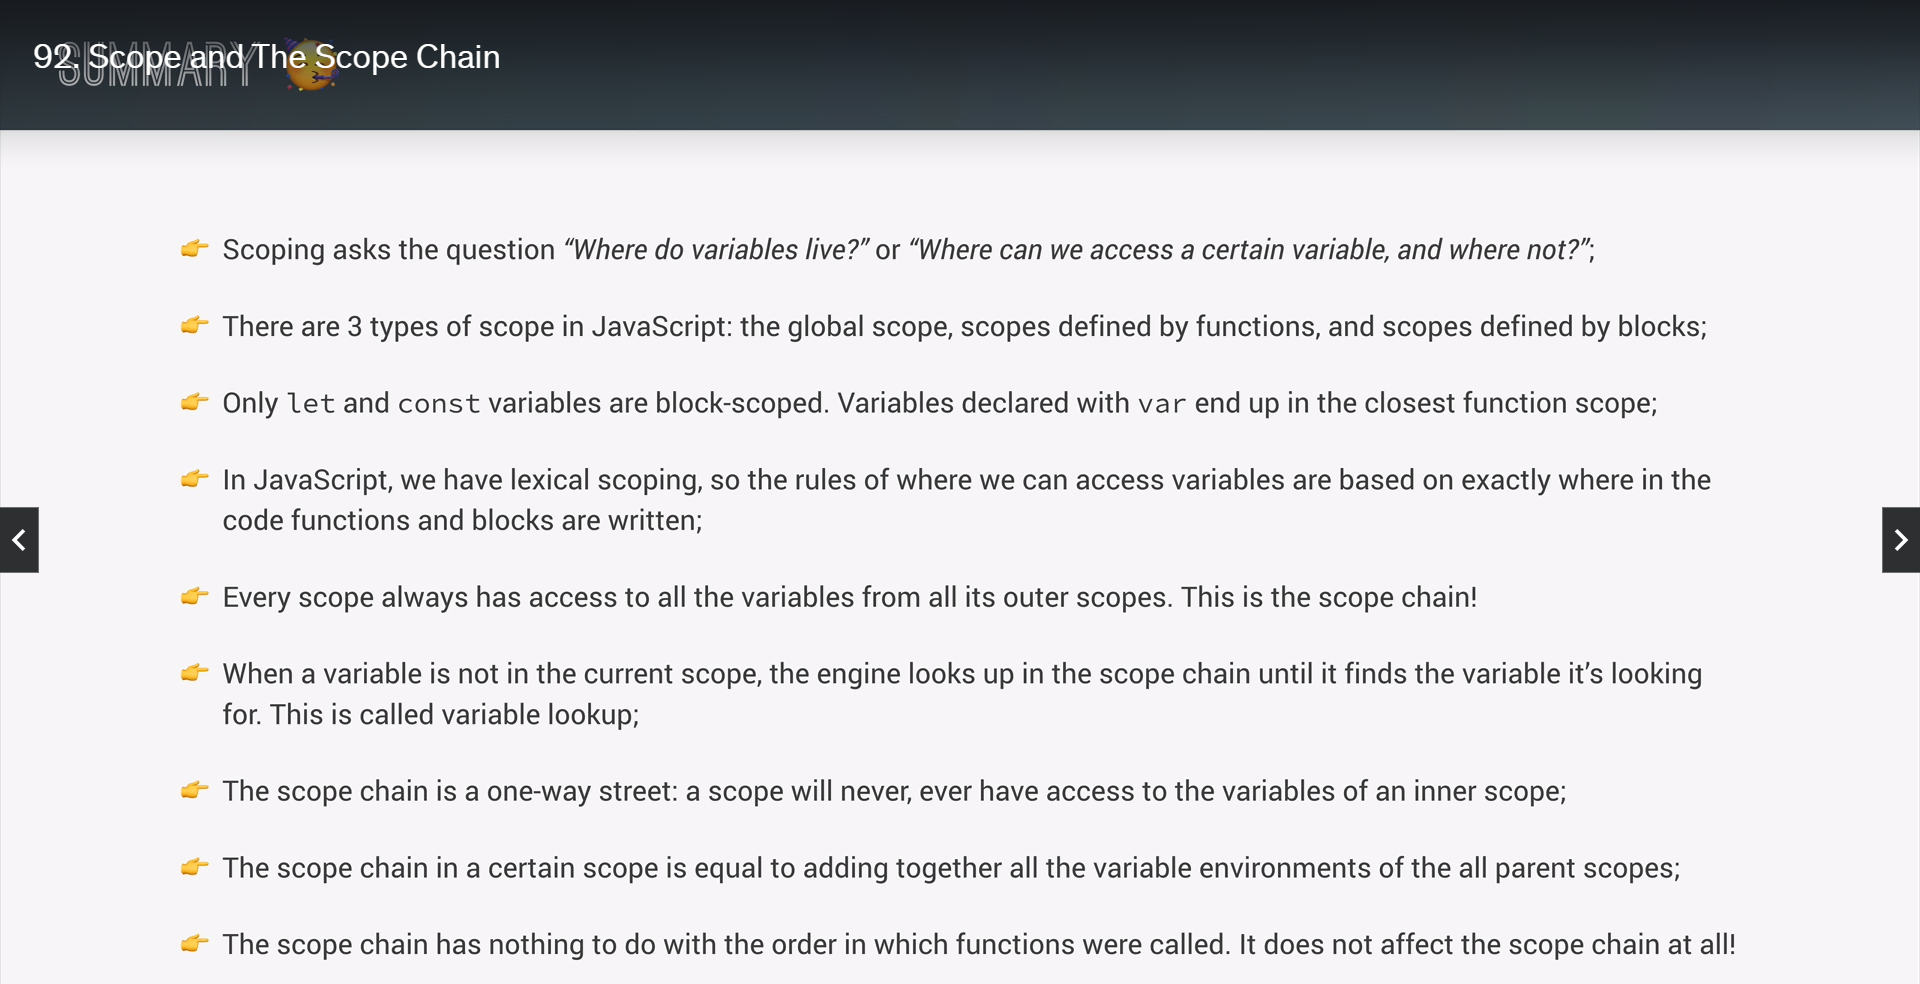 92. Scope and The Scope Chain
SUMMARY
Scoping asks the question “Where do variables live?” or “Where can we access a certain variable, and where not?”;
There are 3 types of scope in JavaScript: the global scope, scopes defined by functions, and scopes defined by blocks;
Only let and const variables are block-scoped. Variables declared with var end up in the closest function scope;
In JavaScript, we have lexical scoping, so the rules of where we can access variables are based on exactly where in the
code functions and blocks are written;
Every scope always has access to all the variables from all its outer scopes. This is the scope chain!
When a variable is not in the current scope, the engine looks up in the scope chain until it finds the variable it’s looking
for. This is called variable lookup;
The scope chain is a one-way street: a scope will never, ever have access to the variables of an inner scope;
The scope chain in a certain scope is equal to adding together all the variable environments of the all parent scopes;
The scope chain has nothing to do with the order in which functions were called. It does not affect the scope chain at all!